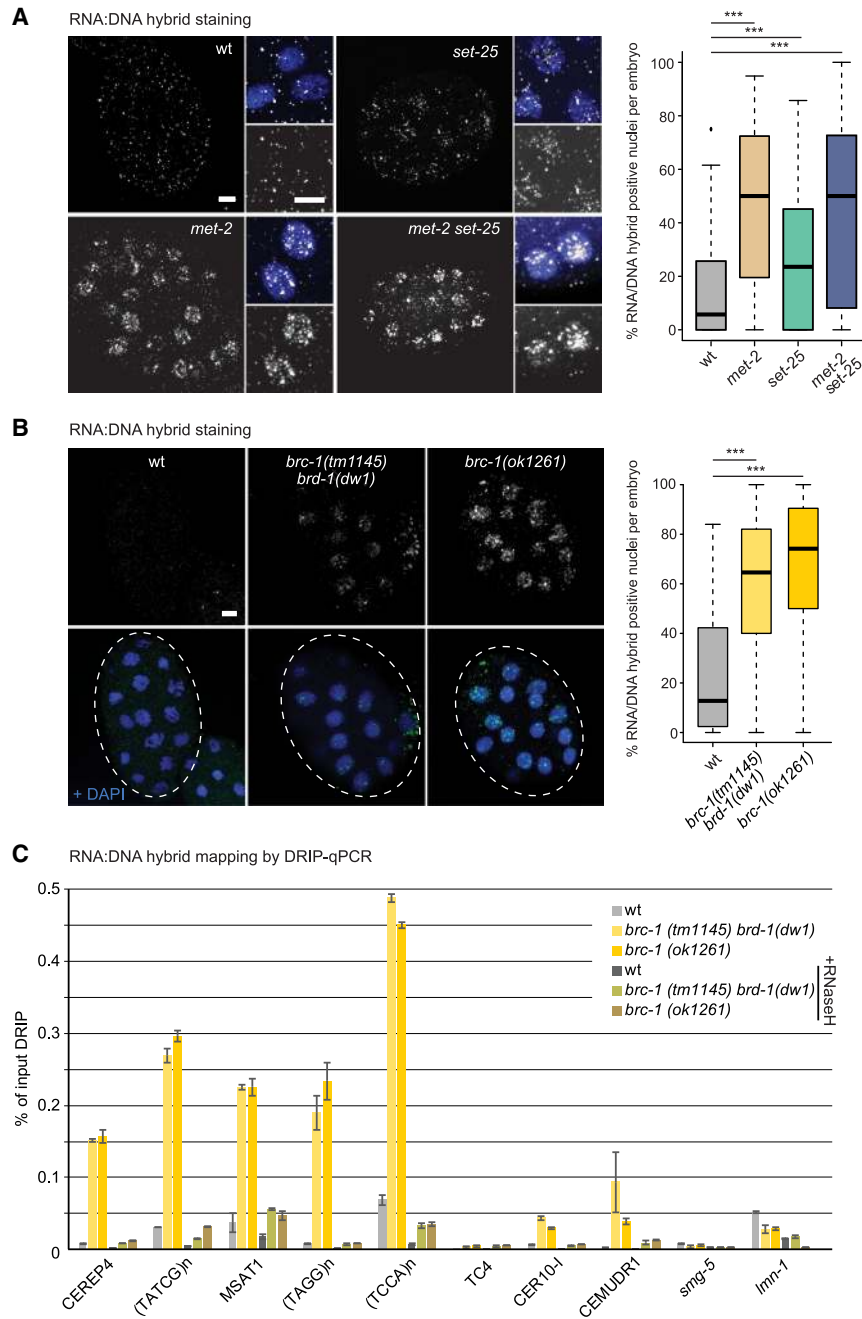 A
RNA:DNA hybrid staining
wt
set-25
met-2
met-2 set-25
***
***
***
% RNA/DNA hybrid positive nuclei per embryo
100
80
60
40
20
0
wt
met-2
set-25
met-2
set-25
B
RNA:DNA hybrid staining
wt
brc-1(tm1145)
brd-1(dw1)
brc-1(ok1261)
+ DAPI
***
***
% RNA/DNA hybrid positive nuclei per embryo
100
80
60
40
20
0
wt
brc-1(tm1145)
brd-1(dw1)
brc-1(ok1261)
C
RNA:DNA hybrid mapping by DRIP-qPCR
% of input DRIP
0.5
0.4
0.3
0.2
0.1
0
wt
brc-1 (tm1145) brd-1(dw1)
brc-1 (ok1261)
wt
brc-1 (tm1145) brd-1(dw1)
brc-1 (ok1261)
+RNaseH
CEREP4
(TATCG)n
MSAT1
(TAGG)n
(TCCA)n
TC4
CER10-I
CEMUDR1
smg-5
lmn-1